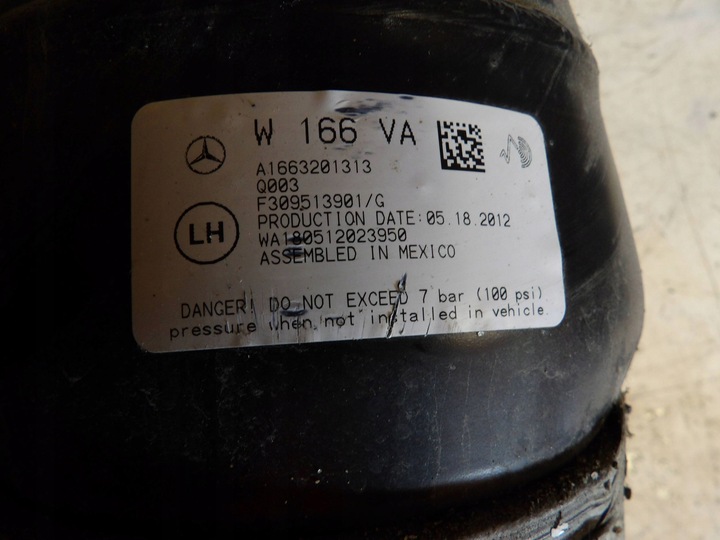 W 166 VA
A1663201313
Q003
F309513901/G
LH
PRODUCTION DATE: 05.18.2012
WA180512023950
ASSEMBLED IN MEXICO
DANGER! DO NOT EXCEED 7 bar (100 psi)
pressure when not installed in vehicle.